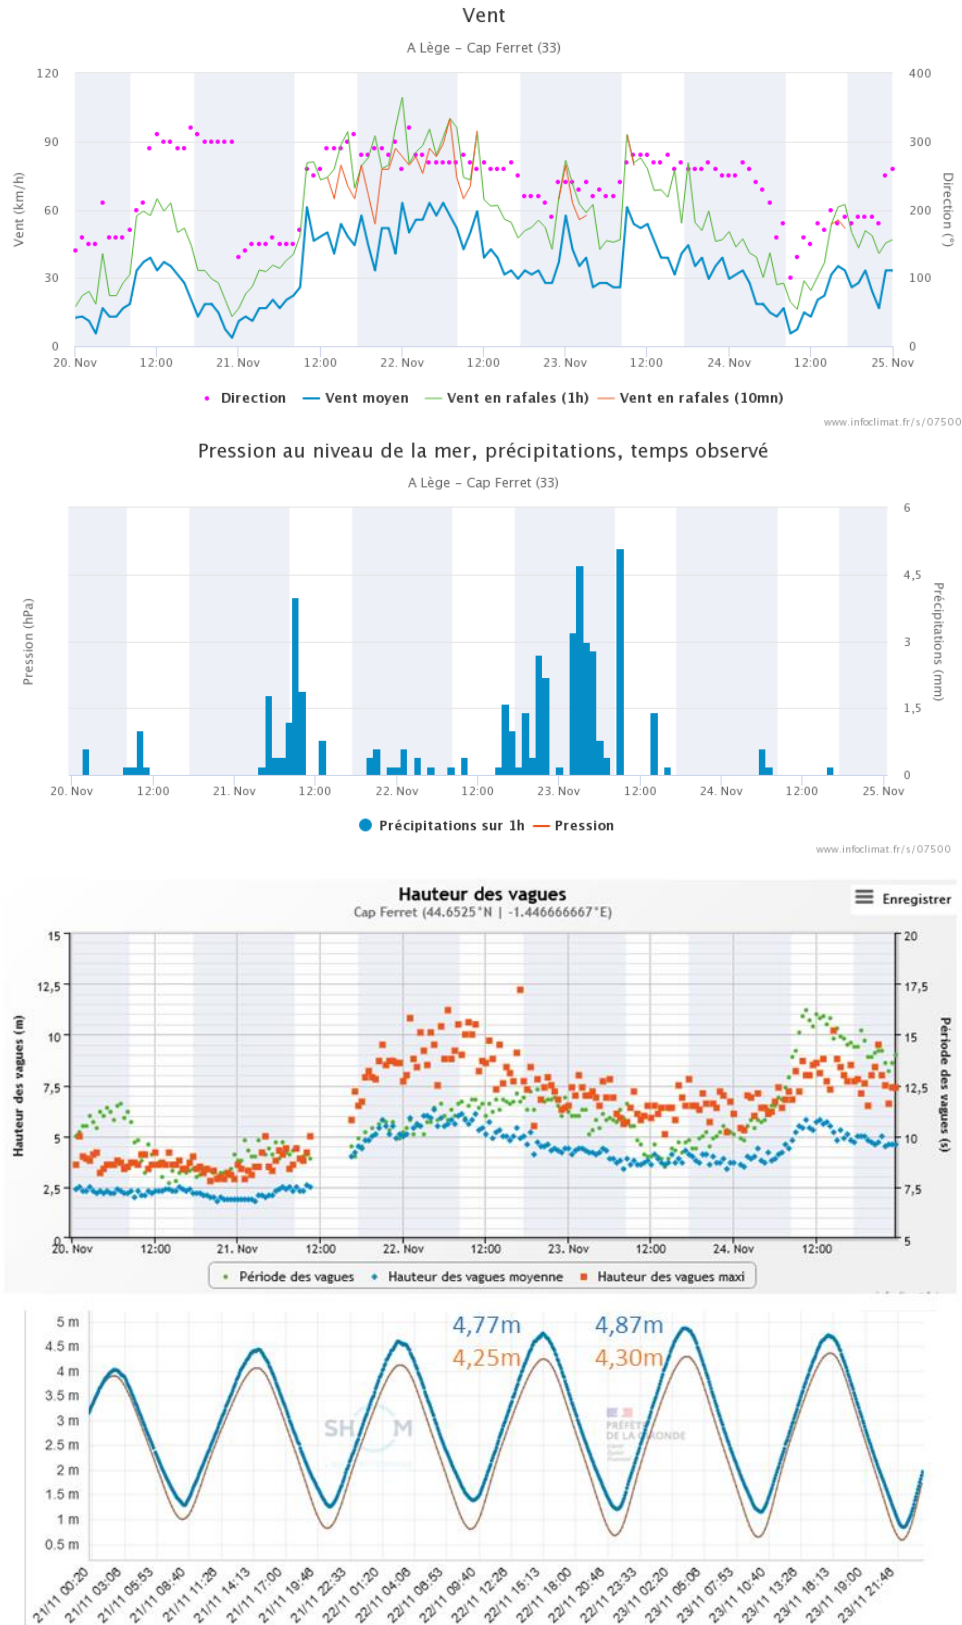 Vent
A Lège – Cap Ferret (33)
120 400
90 300
60 200
30 100
0 0
Vent (km/h)
Direction (°)
20. Nov 12:00 21. Nov 12:00 22. Nov 12:00 23. Nov 12:00 24. Nov 12:00 25. Nov
Direction Vent moyen Vent en rafales (1h) Vent en rafales (10mn)
www.infoclimat.fr/s/07500
Pression au niveau de la mer, précipitations, temps observé
A Lège – Cap Ferret (33)
6
4,5
3
1,5
0
Pression (hPa)
Précipitations (mm)
20. Nov 12:00 21. Nov 12:00 22. Nov 12:00 23. Nov 12:00 24. Nov 12:00 25. Nov
Précipitations sur 1h Pression
www.infoclimat.fr/s/07500
Hauteur des vagues
Cap Ferret (44.6525°N | -1.446666667°E)
Enregistrer
15 20
12,5 17,5
10 15
7,5 12,5
5 10
2,5 7,5
0 5
Hauteur des vagues (m)
Période des vagues (s)
20. Nov 12:00 21. Nov 12:00 22. Nov 12:00 23. Nov 12:00 24. Nov 12:00
Période des vagues Hauteur des vagues moyenne Hauteur des vagues maxi
5 m
4.5 m
4 m
3.5 m
3 m
2.5 m
2 m
1.5 m
1 m
0.5 m
4,77m 4,87m
4,25m 4,30m
SHOM
PRÉFÈTE
DE LA GIRONDE
21/11 00:20 21/11 03:06 21/11 05:53 21/11 08:40 21/11 11:26 21/11 14:13 21/11 17:00 21/11 19:46 21/11 22:33 22/11 01:20 22/11 04:06 22/11 06:53 22/11 09:40 22/11 12:26 22/11 15:13 22/11 18:00 22/11 20:46 22/11 23:33 23/11 02:20 23/11 05:06 23/11 07:53 23/11 10:40 23/11 13:26 23/11 16:13 23/11 19:00 23/11 21:46